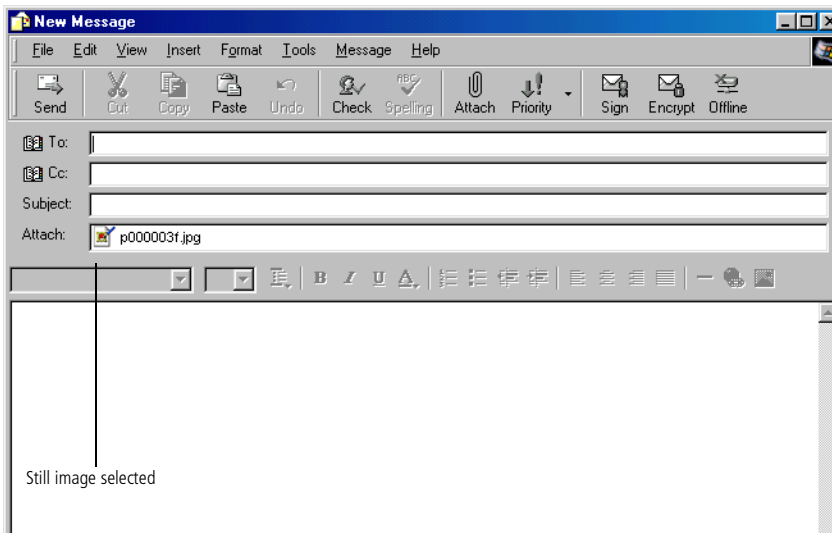 New Message
File Edit View Insert Format Tools Message Help
Send Cut Copy Paste Undo Check Spelling Attach Priority Sign Encrypt Offline
ABC
To:
Cc:
Subject:
Attach: p000003f.jpg
B I U A
Still image selected